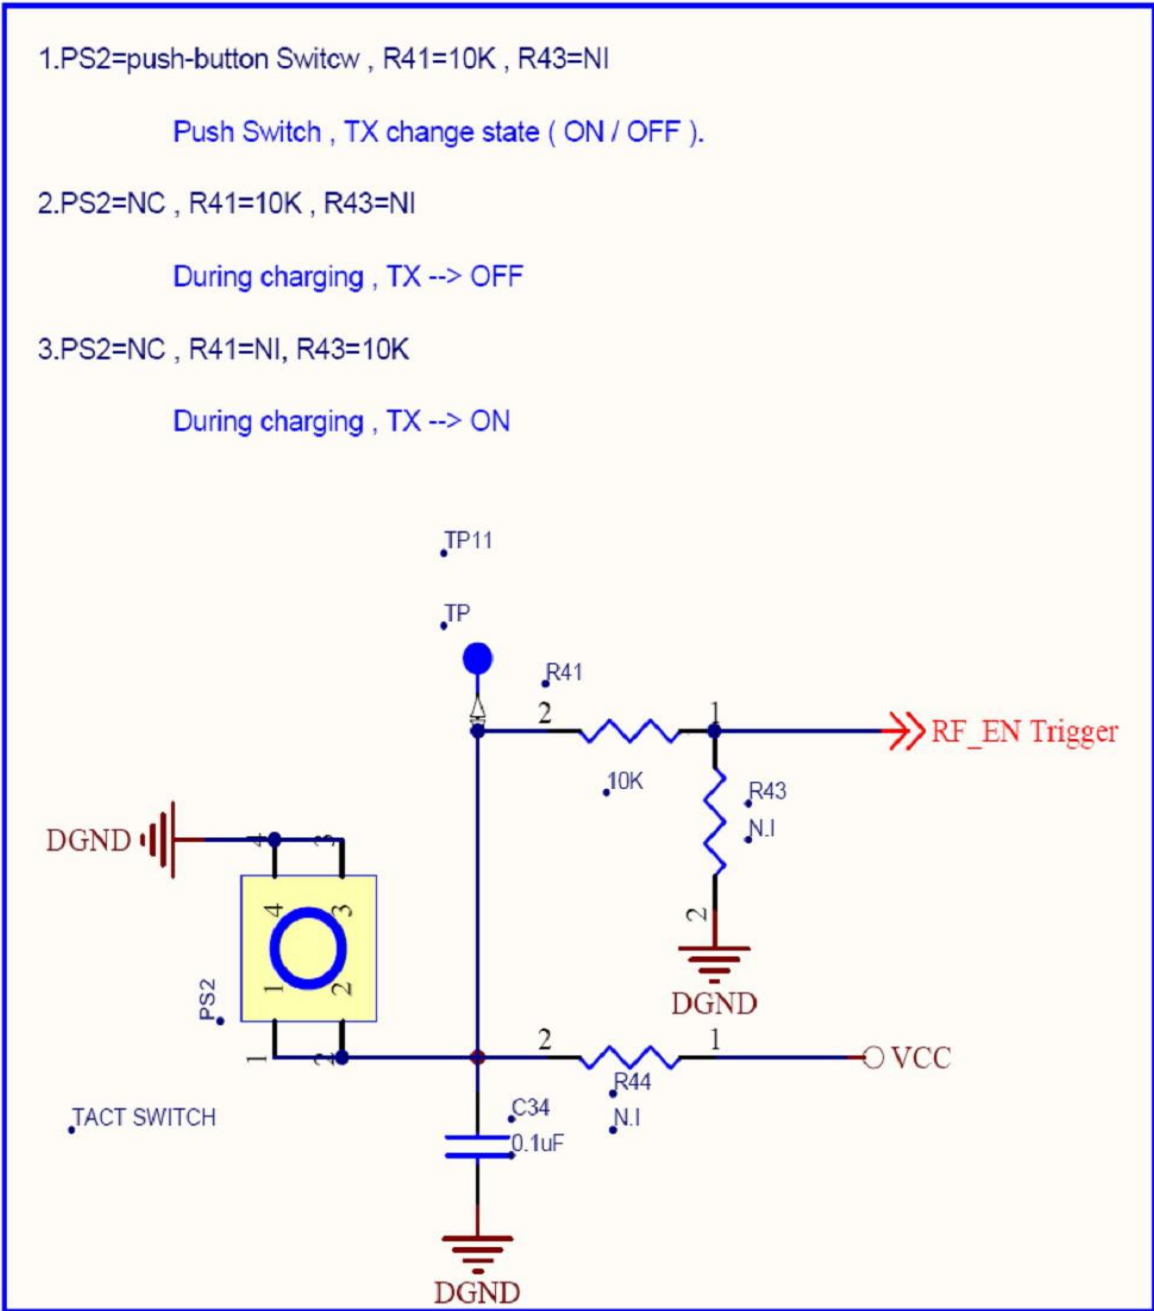 1.PS2=push-button Switcw , R41=10K , R43=NI
Push Switch , TX change state ( ON / OFF ).
2.PS2=NC , R41=10K , R43=NI
During charging , TX --> OFF
3.PS2=NC , R41=NI, R43=10K
During charging , TX --> ON
TP11
TP
R41
2
1
RF_EN Trigger
10K
R43
N.I
DGND
4
3
4
3
2
DGND
1
2
PS2
1
2
2
1
VCC
R44
N.I
C34
0.1uF
TACT SWITCH
DGND